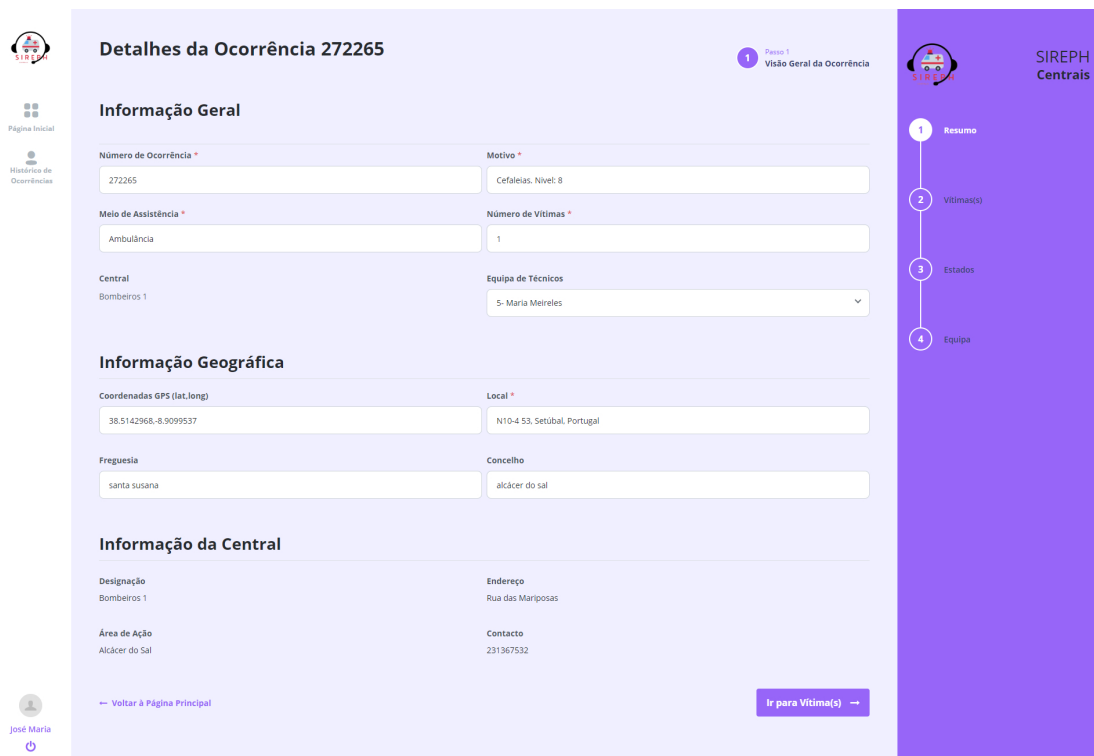 SIREPH
Página Inicial
Histórico de
Ocorrências
José Maria
Detalhes da Ocorrência 272265
1
Passo 1
Visão Geral da Ocorrência
Informação Geral
Número de Ocorrência *
Motivo *
272265
Cefaleias. Nivel: 8
Meio de Assistência *
Número de Vítimas *
Ambulância
1
Central
Equipa de Técnicos
Bombeiros 1
5- Maria Meireles
Informação Geográfica
Coordenadas GPS (lat,long)
Local *
38.5142968,-8.9099537
N10-4 53, Setúbal, Portugal
Freguesia
Concelho
santa susana
alcácer do sal
Informação da Central
Designação
Endereço
Bombeiros 1
Rua das Mariposas
Área de Ação
Contacto
Alcácer do Sal
231367532
← Voltar à Página Principal
Ir para Vítima(s) →
SIREPH
SIREPH
Centrais
1 Resumo
2 Vítimas(s)
3 Estados
4 Equipa